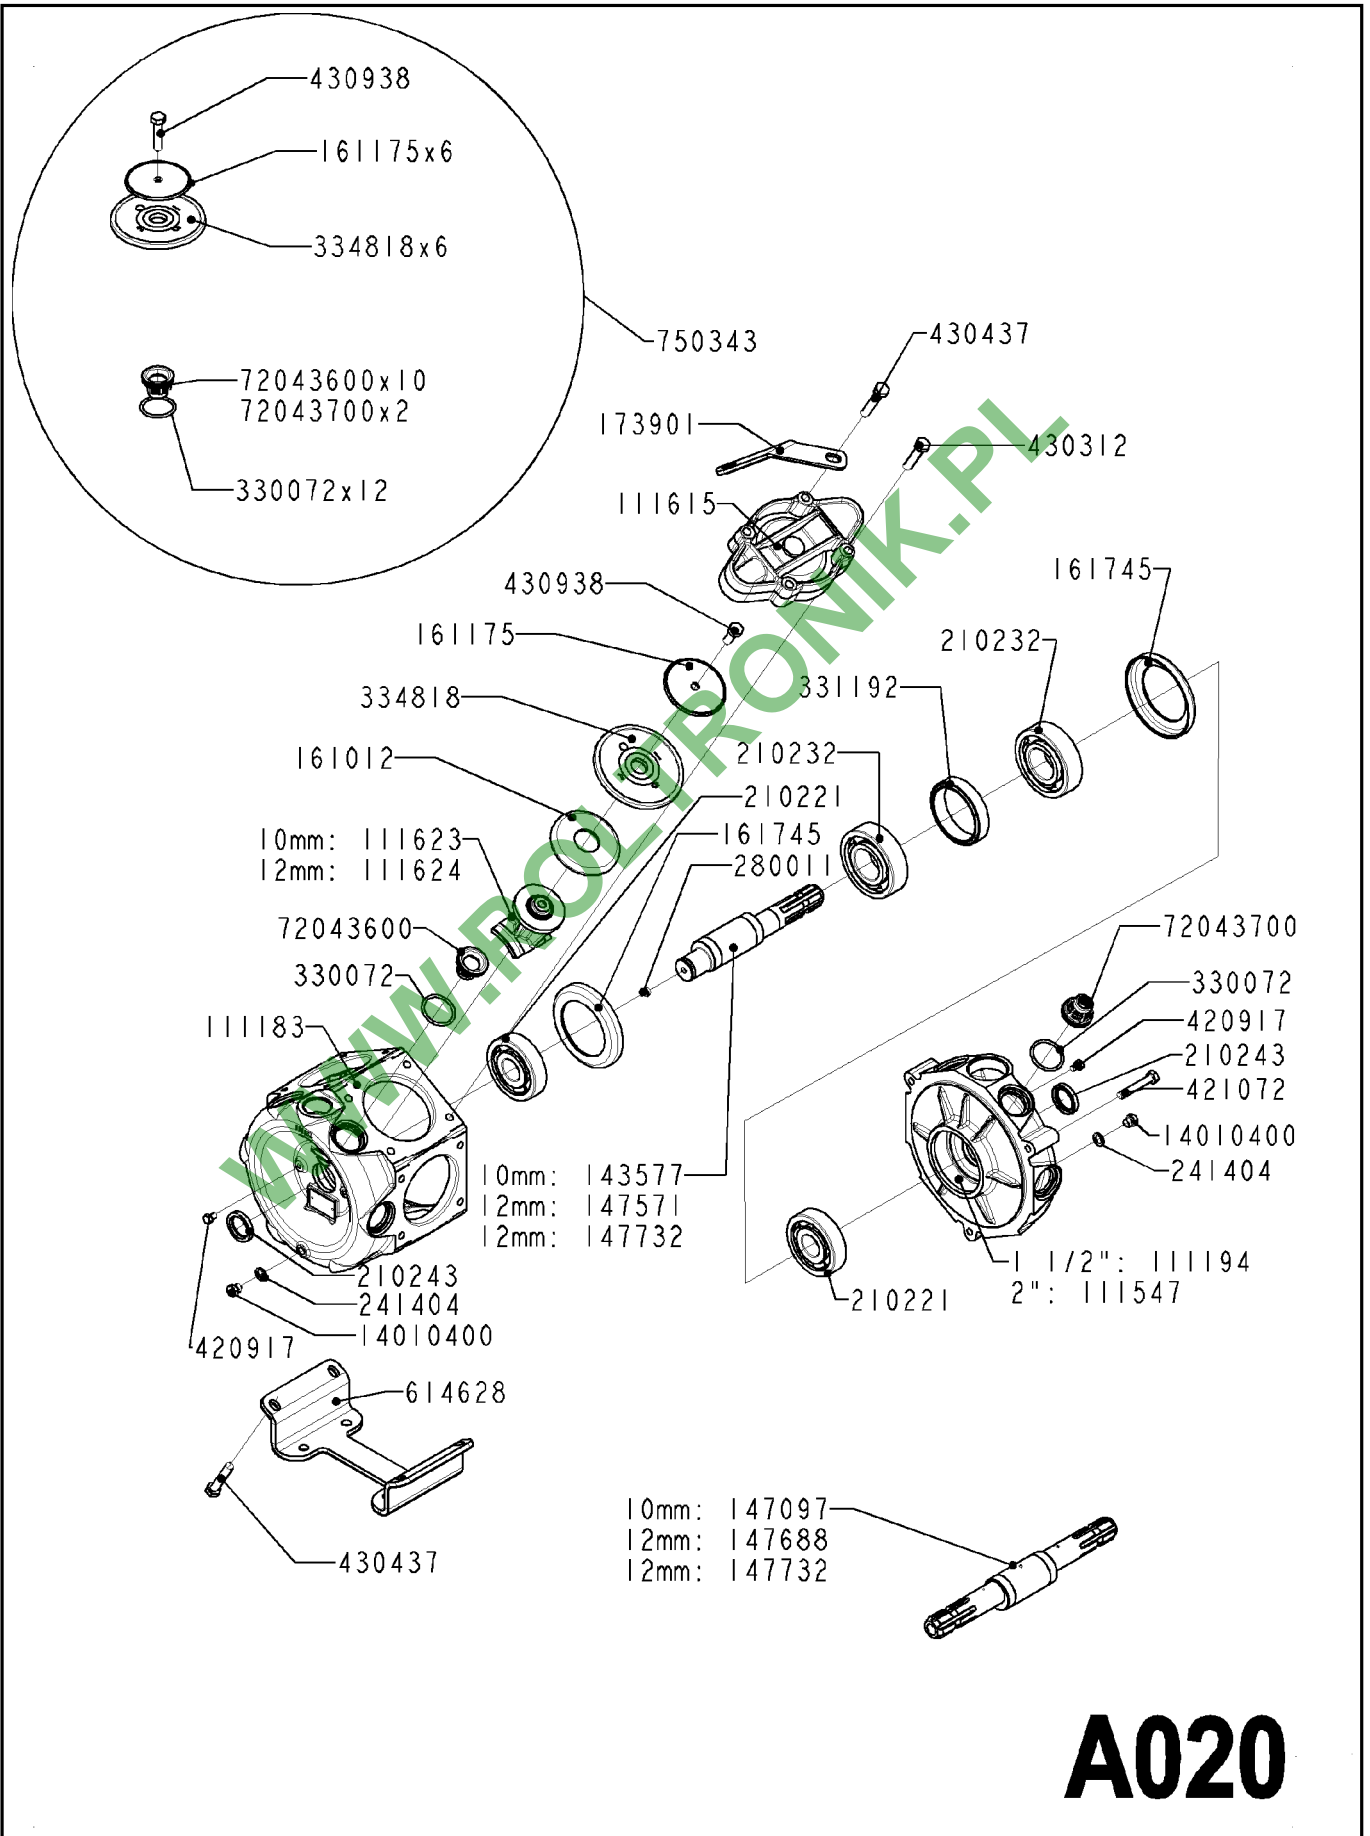 430938
161175x6
334818x6
750343
430437
72043600x10
72043700x2
173901
430312
330072x12
111615
161745
430938
161175
210232
331192
334818
210232
161012
210221
10mm: 111623
161745
12mm: 111624
280011
72043600
72043700
330072
330072
111183
420917
210243
421072
14010400
241404
10mm: 143577
12mm: 147571
12mm: 147732
1 1/2": 111194
2": 111547
210243
241404
210221
14010400
420917
614628
10mm: 147097
12mm: 147688
12mm: 147732
430437
WWW.ROLTRONIK.PL
A020